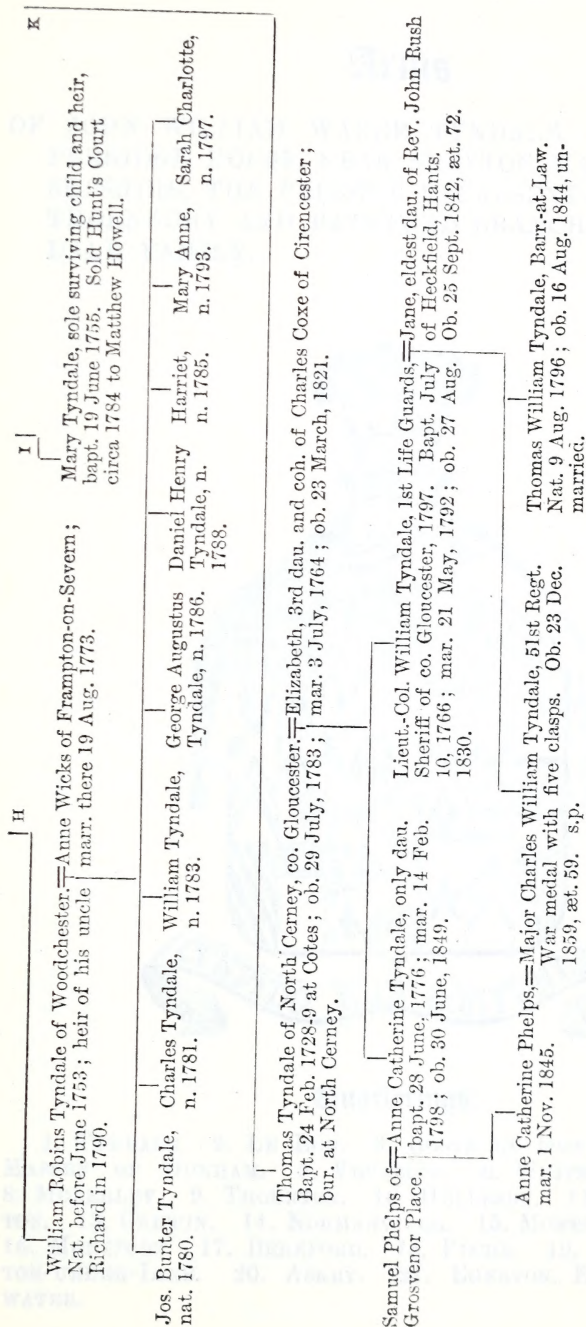 H
I
K
William Robins Tyndale of Woodchester.=Anne Wicks of Frampton-on-Severn;
Nat. before June 1753; heir of his uncle marr. there 19 Aug. 1773.
Richard in 1790.
Mary Tyndale, sole surviving child and heir,
bapt. 19 June 1755. Sold Hunt's Court
circa 1784 to Matthew Howell.
Jos. Bunter Tyndale,
nat. 1780.
Charles Tyndale,
n. 1781.
William Tyndale,
n. 1783.
George Augustus
Tyndale, n. 1786.
Daniel Henry
Tyndale, n.
1788.
Harriet,
n. 1785.
Mary Anne,
n. 1793.
Sarah Charlotte,
n. 1797.
Thomas Tyndale of North Cerney, co. Gloucester.=Elizabeth, 3rd dau. and coh. of Charles Coxe of Cirencester;
Bapt. 24 Feb. 1728-9 at Cotes; ob. 29 July, 1783; mar. 3 July, 1764; ob. 23 March, 1821.
bur. at North Cerney.
Samuel Phelps of=Anne Catherine Tyndale, only dau.
Grosvenor Place. bapt. 28 June, 1776; mar. 14 Feb.
1798; ob. 30 June, 1849.
Lieut.-Col. William Tyndale, 1st Life Guards,=Jane, eldest dau. of Rev. John Rush
Sheriff of co. Gloucester, 1797. Bapt. July of Heckfield, Hants.
10, 1766; mar. 21 May, 1792; ob. 27 Aug. Ob. 25 Sept. 1842, æt. 72.
1830.
Anne Catherine Phelps,=Major Charles William Tyndale, 51st Regt.
mar. 1 Nov. 1845. War medal with five clasps. Ob. 23 Dec.
1859, æt. 59. s.p.
Thomas William Tyndale, Barr.-at-Law.
Nat. 9 Aug. 1796; ob. 16 Aug. 1844, un-
married.